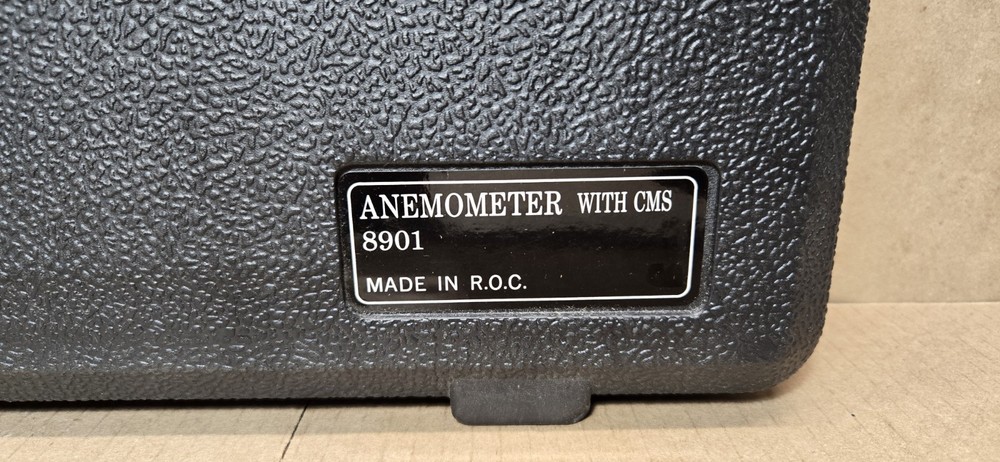 ANEMOMETER WITH CMS
8901
MADE IN R.O.C.